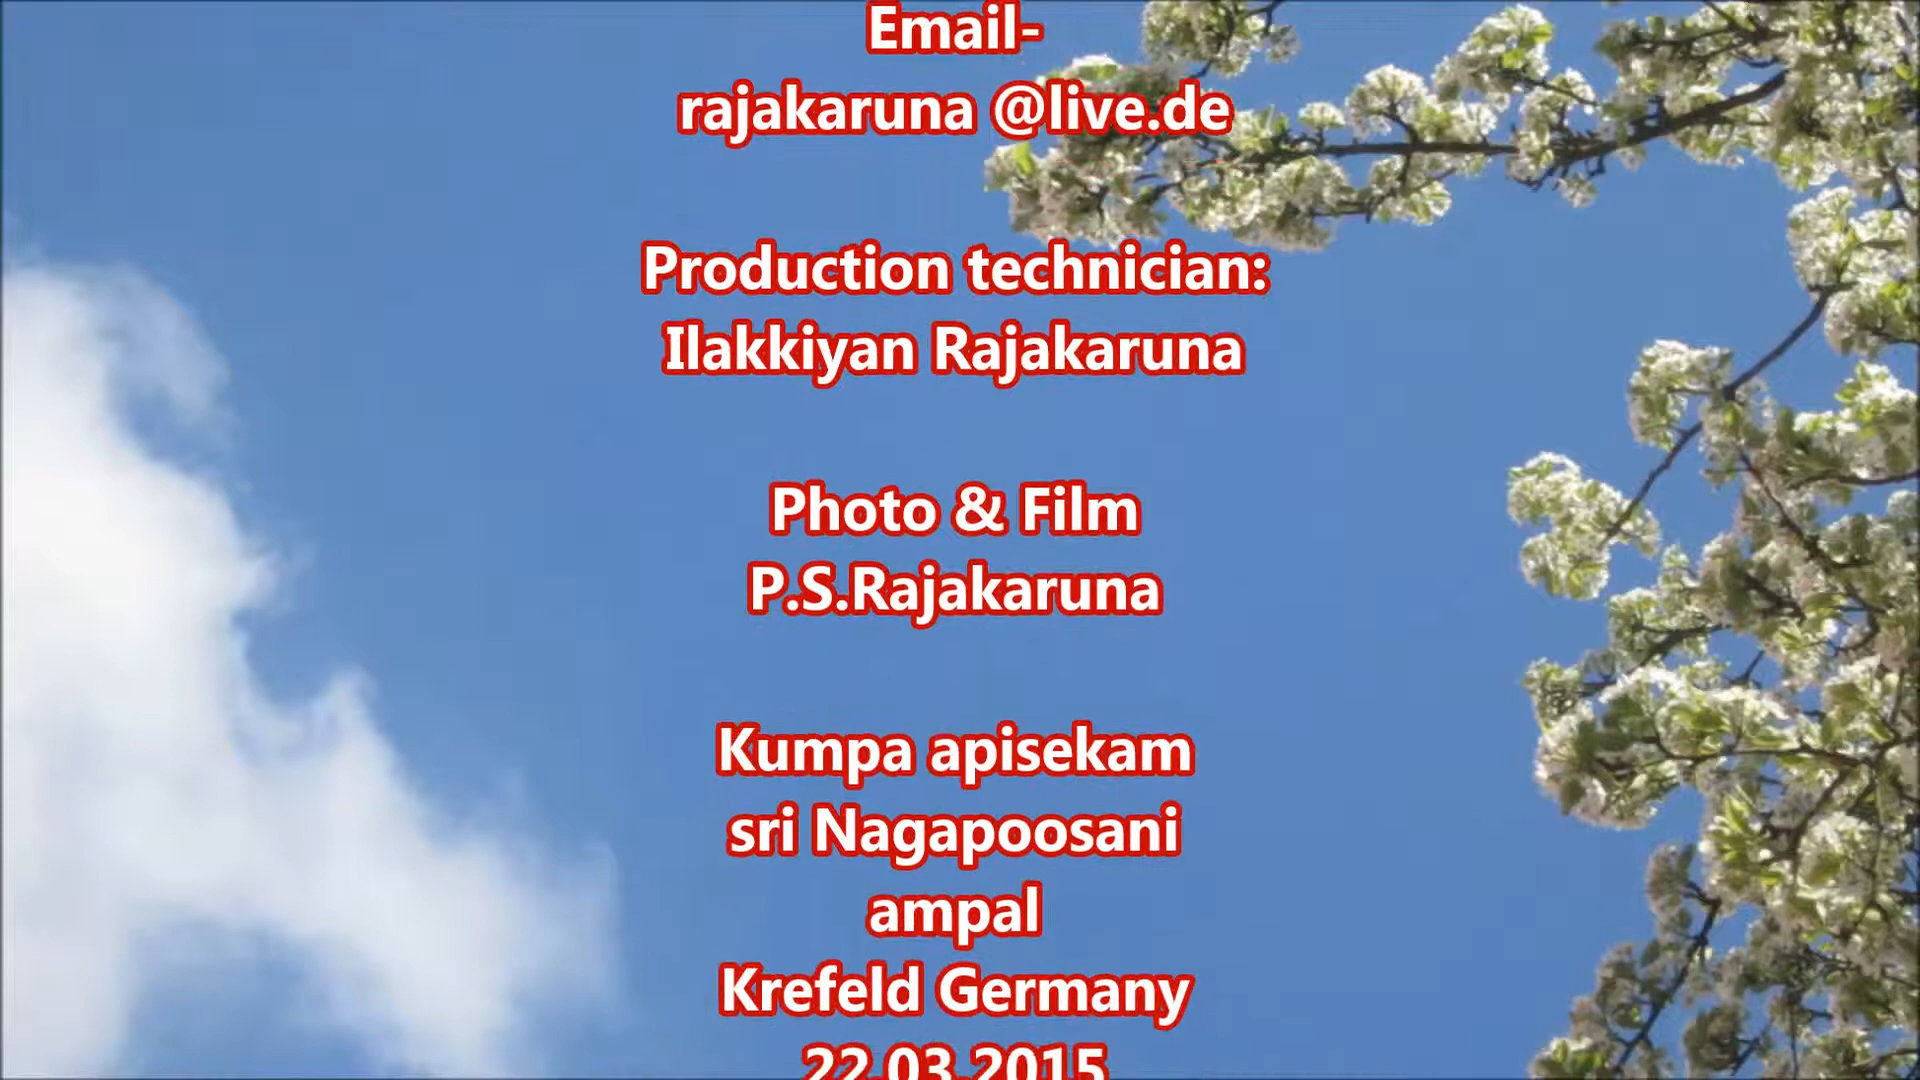 Email-
rajakaruna @live.de
Production technician:
Ilakkiyan Rajakaruna
Photo & Film
P.S.Rajakaruna
Kumpa apisekam
sri Nagapoosani
ampal
Krefeld Germany
22.03.2015